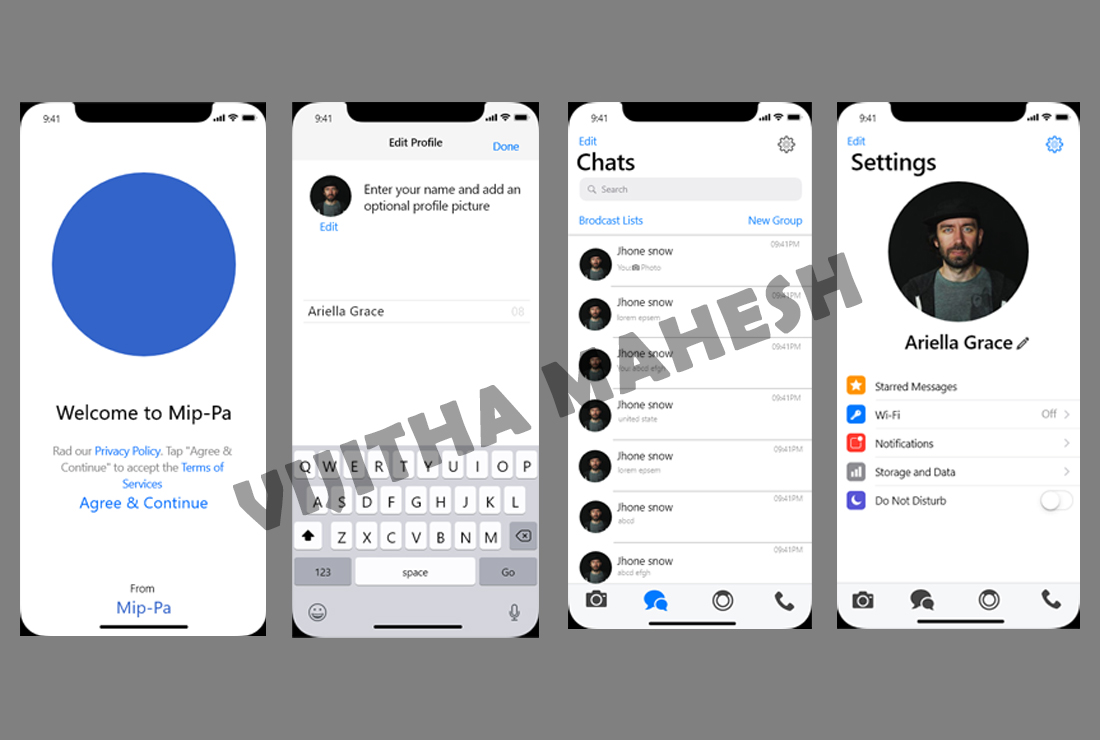 9:41
Welcome to Mip-Pa
Rad our Privacy Policy. Tap "Agree &
Continue" to accept the Terms of
Services
Agree & Continue
From
Mip-Pa
9:41
Edit Profile
Done
Enter your name and add an
optional profile picture
Edit
Ariella Grace 08
Q W E R T Y U I O P
A S D F G H J K L
Z X C V B N M
123 space Go
9:41
Edit
Chats
Search
Brodcast Lists New Group
Jhone snow 09:41PM
You: Photo
Jhone snow 09:41PM
lorem epsem
Jhone snow 09:41PM
You: abcd efgh
Jhone snow 09:41PM
united state
Jhone snow 09:41PM
lorem epsem
Jhone snow 09:41PM
abcd
Jhone snow 09:41PM
abcd efgh
9:41
Edit
Settings
Ariella Grace
Starred Messages
Wi-Fi Off
Notifications
Storage and Data
Do Not Disturb
VIJITHA MAHESH